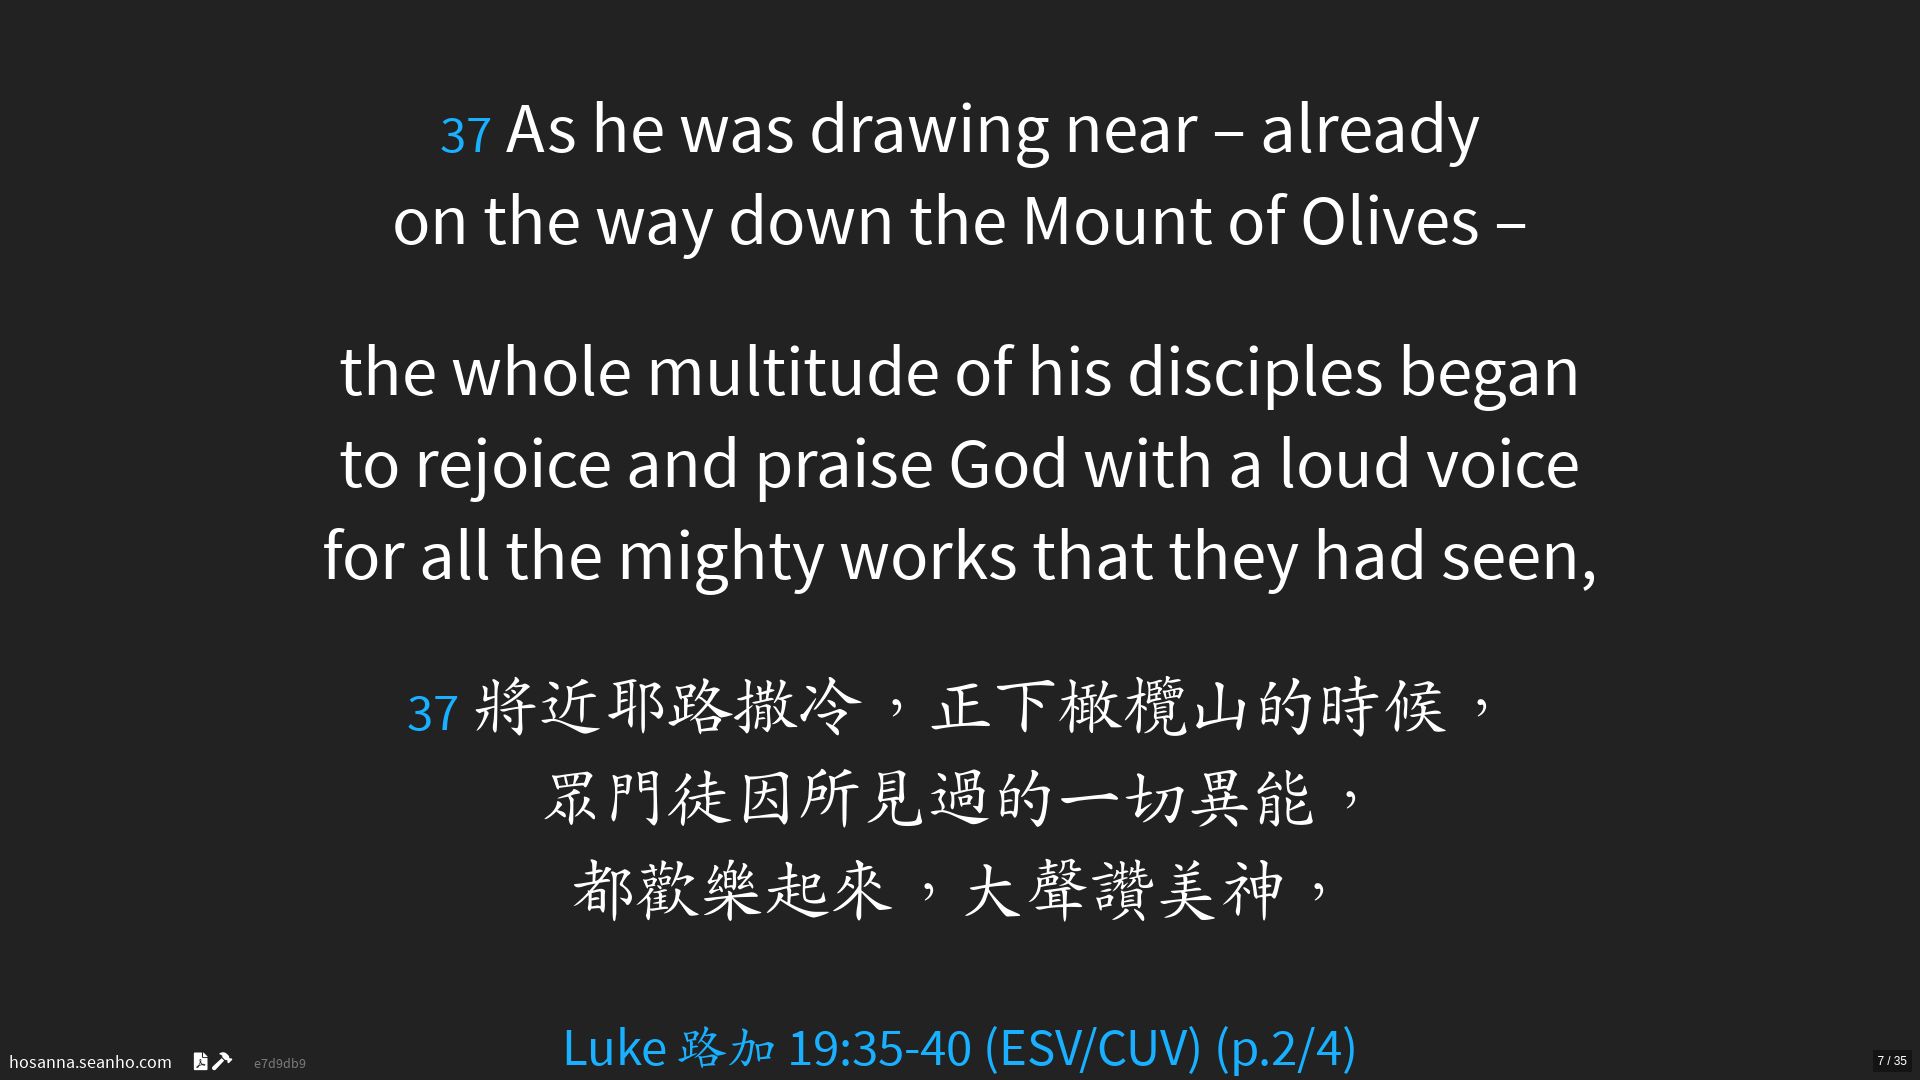 37 As he was drawing near – already
on the way down the Mount of Olives –
the whole multitude of his disciples began
to rejoice and praise God with a loud voice
for all the mighty works that they had seen,
37 將近耶路撒冷，正下橄欖山的時候，
眾門徒因所見過的一切異能，
都歡樂起來，大聲讚美神，
Luke 路加 19:35-40 (ESV/CUV) (p.2/4)
hosanna.seanho.com e7d9db9
7 / 35